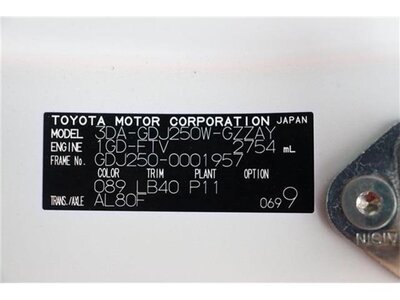 TOYOTA MOTOR CORPORATION JAPAN
MODEL 3DA-GDJ250W-GZZAY
ENGINE 1GD-FTV 2754 mL
FRAME No. GDJ250-0001957
COLOR TRIM PLANT OPTION
089 LB40 P11
TRANS./AXLE AL80F 0699